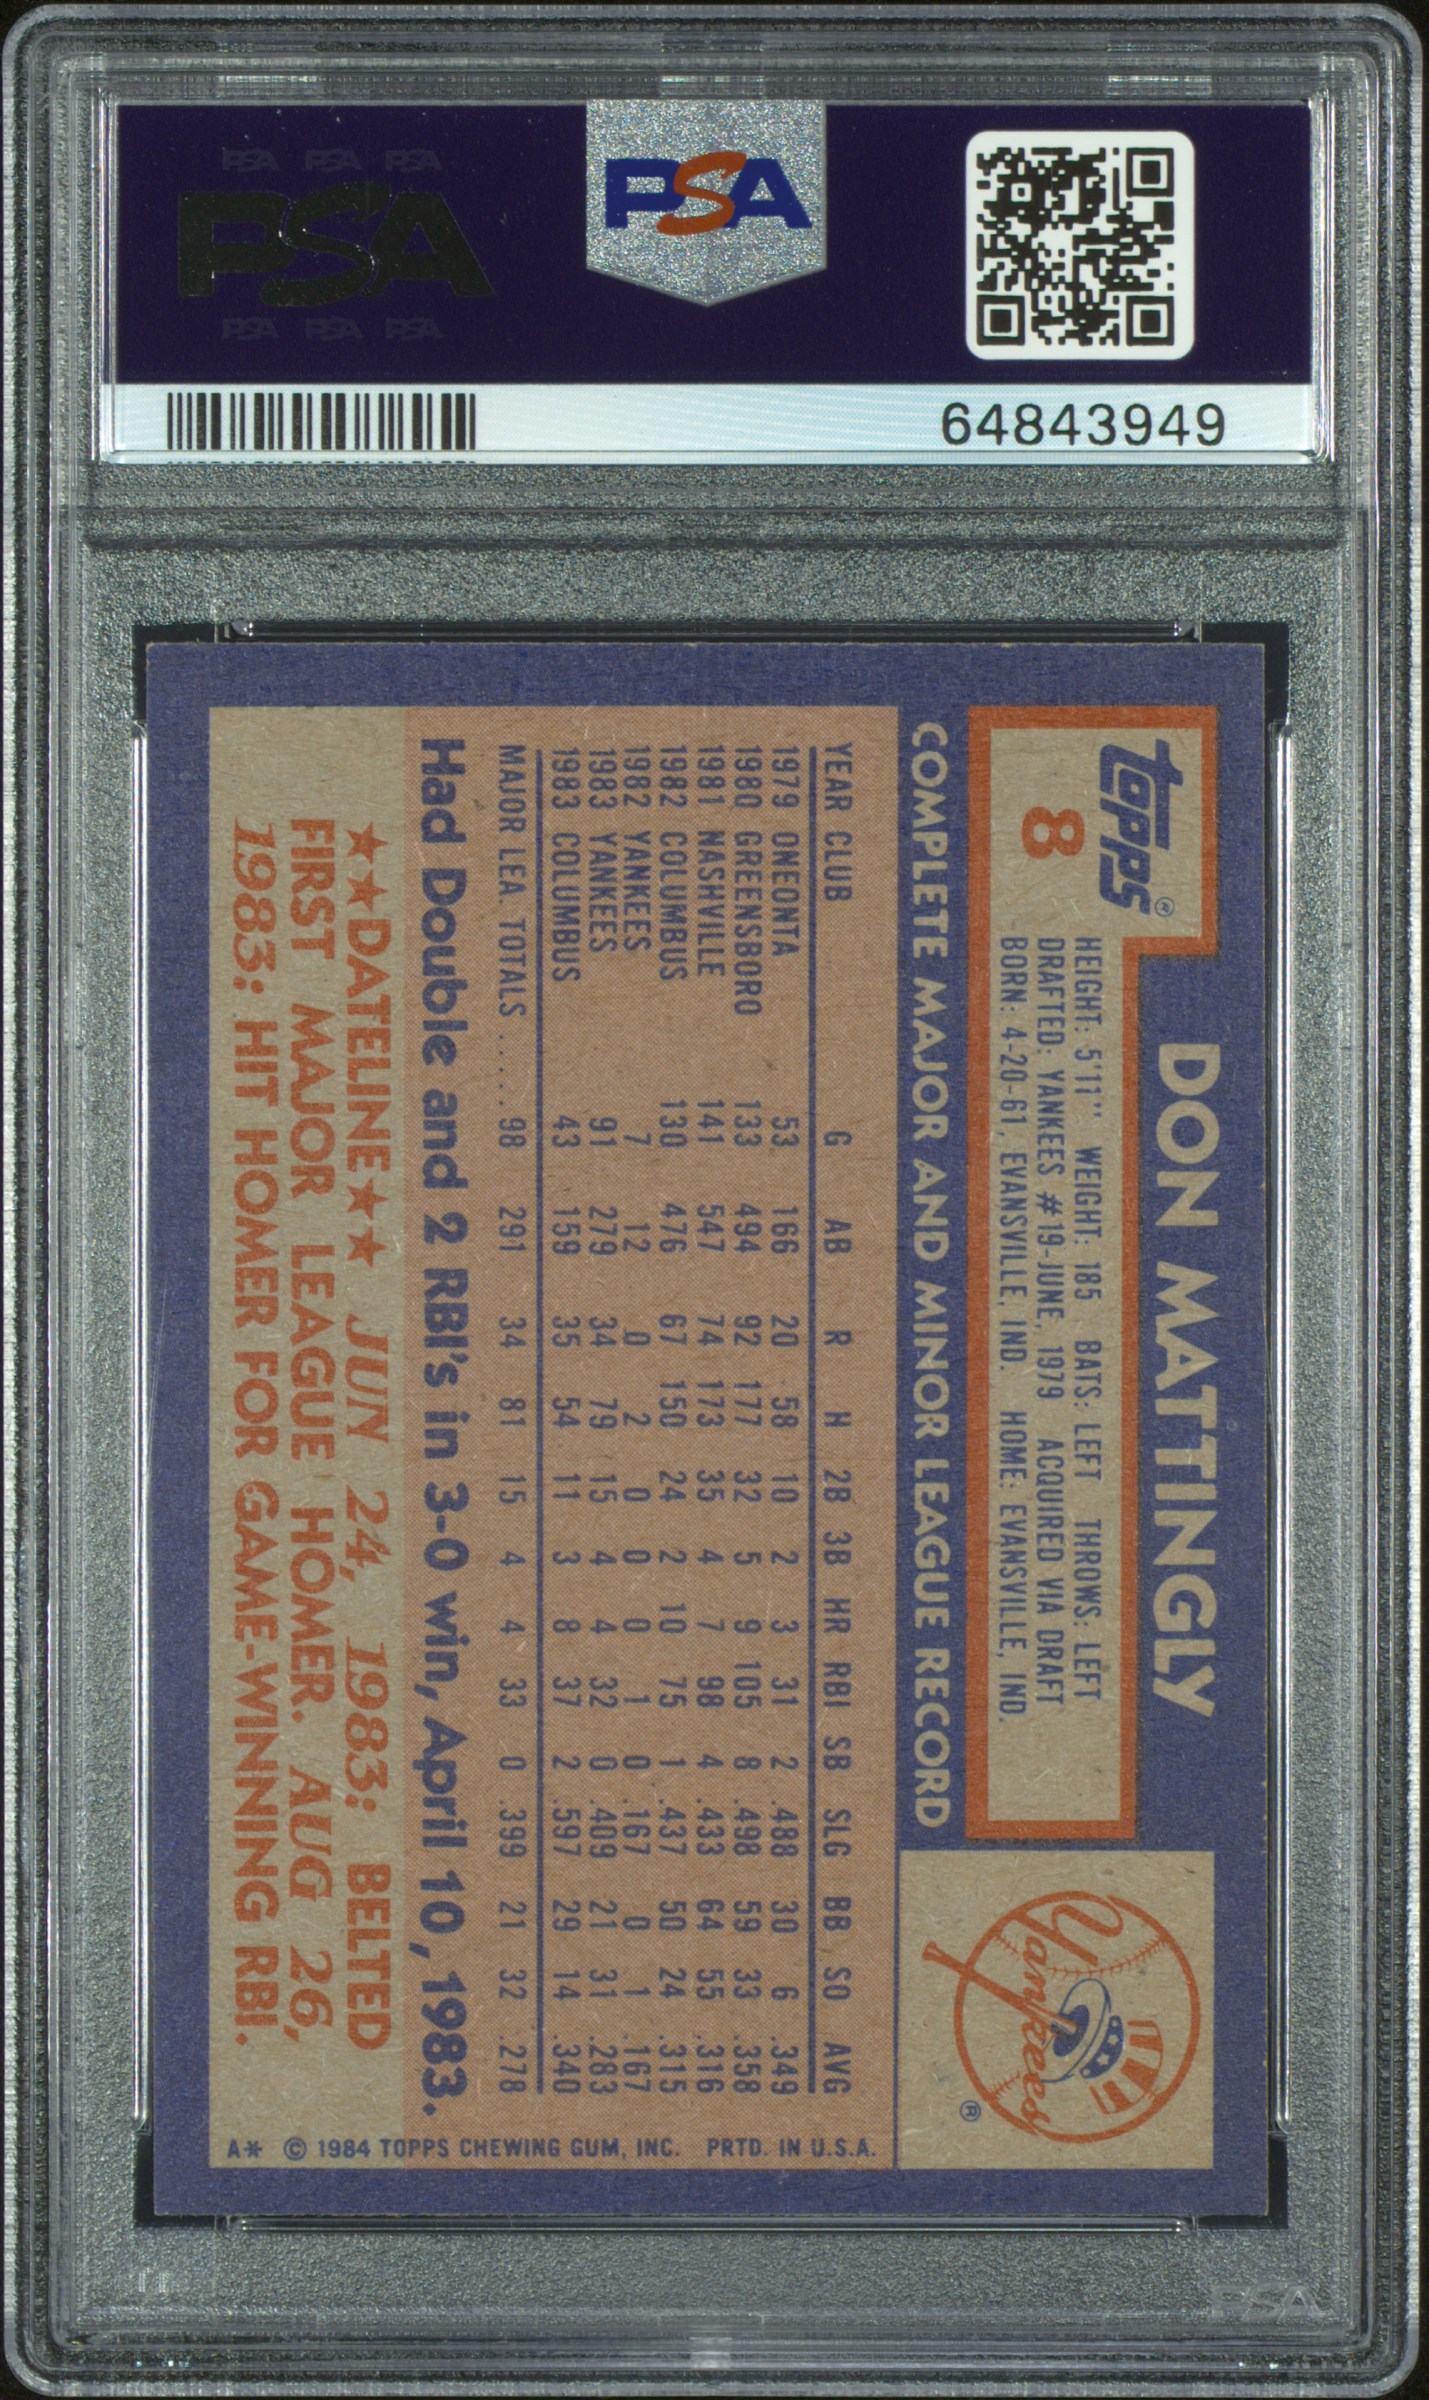 PSA PSA PSA
PSA
PSA PSA PSA
PSA
64843949
Topps®
8
DON MATTINGLY
HEIGHT: 5'11" WEIGHT: 185 BATS: LEFT THROWS: LEFT
DRAFTED: YANKEES #19-JUNE, 1979 ACQUIRED VIA DRAFT
BORN: 4-20-61, EVANSVILLE, IND. HOME: EVANSVILLE, IND.
Yankees
®
COMPLETE MAJOR AND MINOR LEAGUE RECORD
YEAR CLUB G AB R H 2B 3B HR RBI SB SLG BB SO AVG
1979 ONEONTA 53 166 20 58 10 2 3 31 2 .488 30 6 .349
1980 GREENSBORO 133 494 92 177 32 5 9 105 8 .498 59 33 .358
1981 NASHVILLE 141 547 74 173 35 4 7 98 4 .433 64 55 .316
1982 COLUMBUS 130 476 67 150 24 2 10 75 1 .437 50 24 .315
1982 YANKEES 7 12 0 2 0 0 0 1 0 .167 0 1 .167
1983 YANKEES 91 279 34 79 15 4 4 32 0 .409 21 31 .283
1983 COLUMBUS 43 159 35 54 11 3 8 37 2 .597 29 14 .340
MAJOR LEA. TOTALS ..... 98 291 34 81 15 4 4 33 0 .399 21 32 .278
Had Double and 2 RBI's in 3-0 win, April 10, 1983.
★★DATELINE★★ JUN 24, 1983: BELTED
FIRST MAJOR LEAGUE HOMER. AUG 26,
1983: HIT HOMER FOR GAME-WINNING RBI.
A* © 1984 TOPPS CHEWING GUM, INC. PRTD. IN U.S.A.
PSA